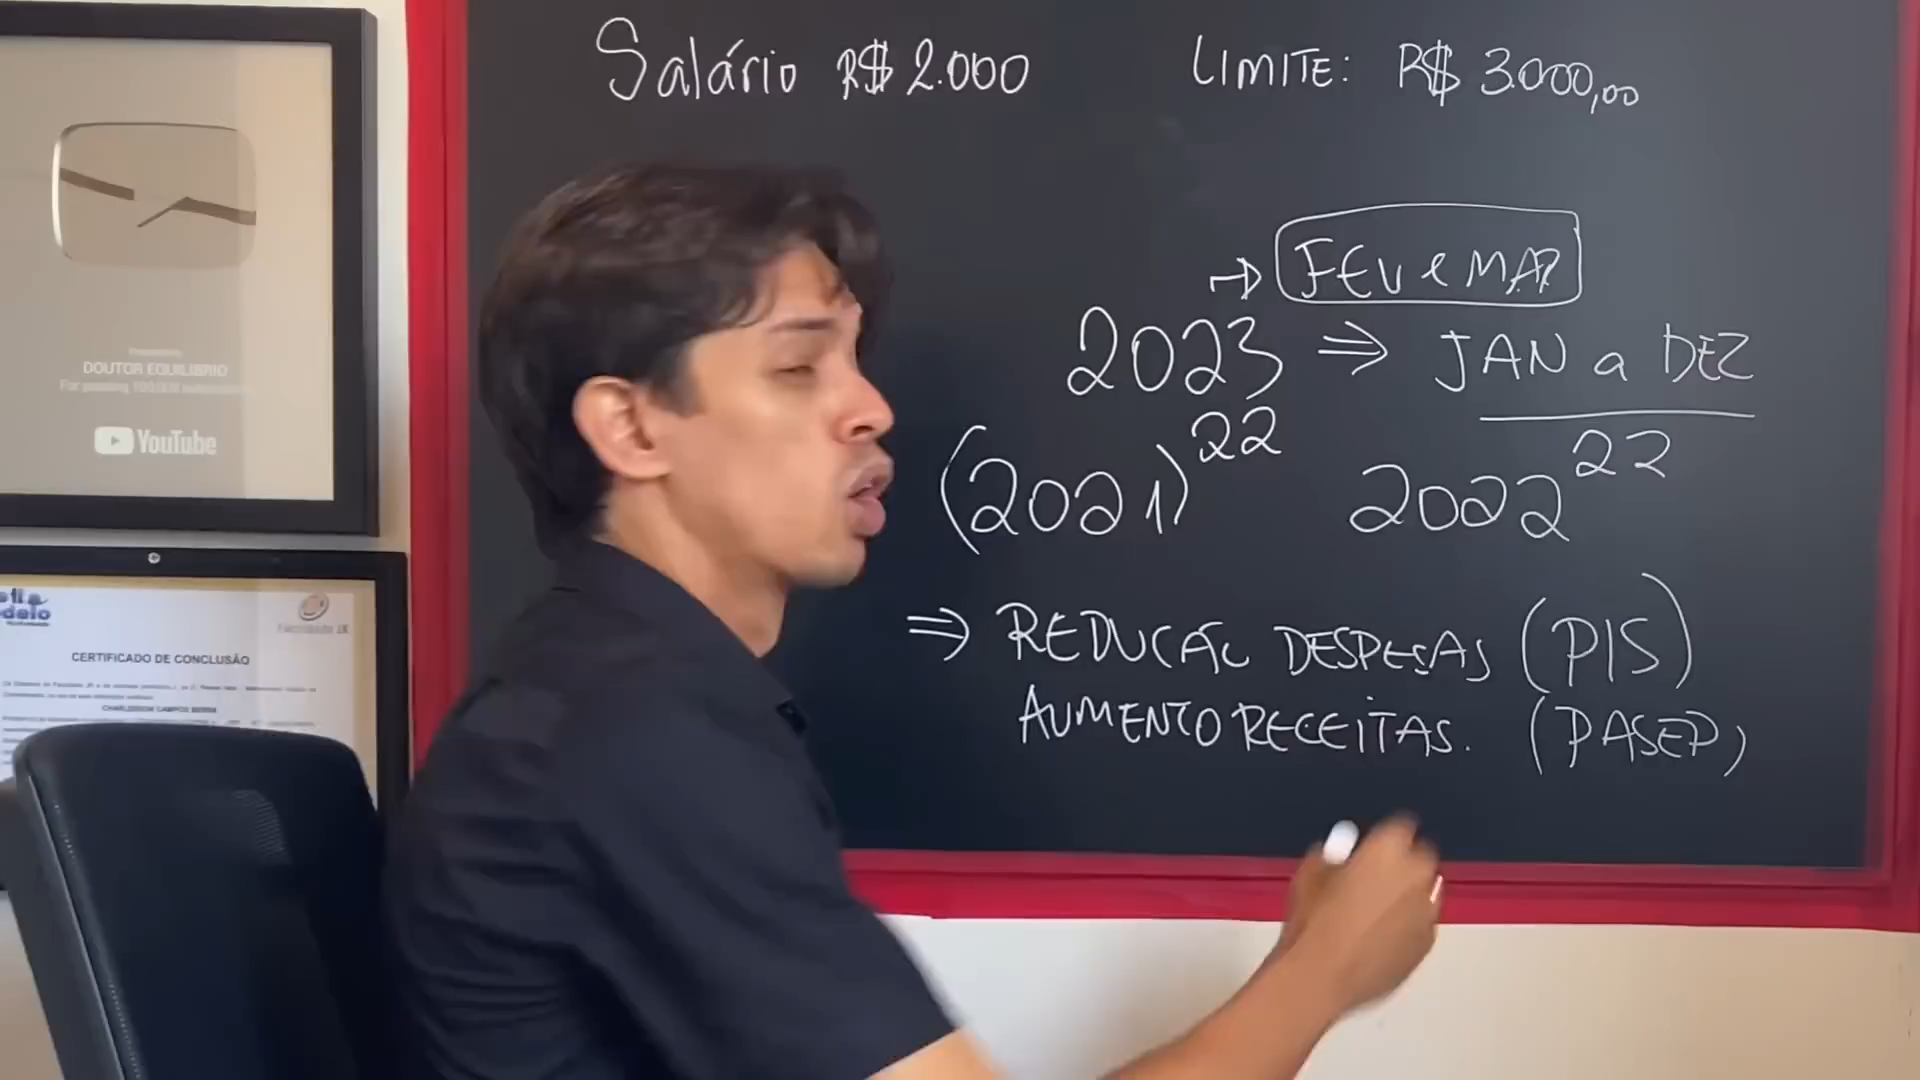 Salário R$ 2.000
LIMITE: R$ 3.000,00
→ FEV e MAR
2023 ⇒ JAN a DEZ
(2021)²² 2022²²
⇒ REDUÇÃO DESPESAS (PIS)
AUMENTO RECEITAS. (PASEP)
DOUTOR EQUILIBRIO
YouTube
CERTIFICADO DE CONCLUSÃO